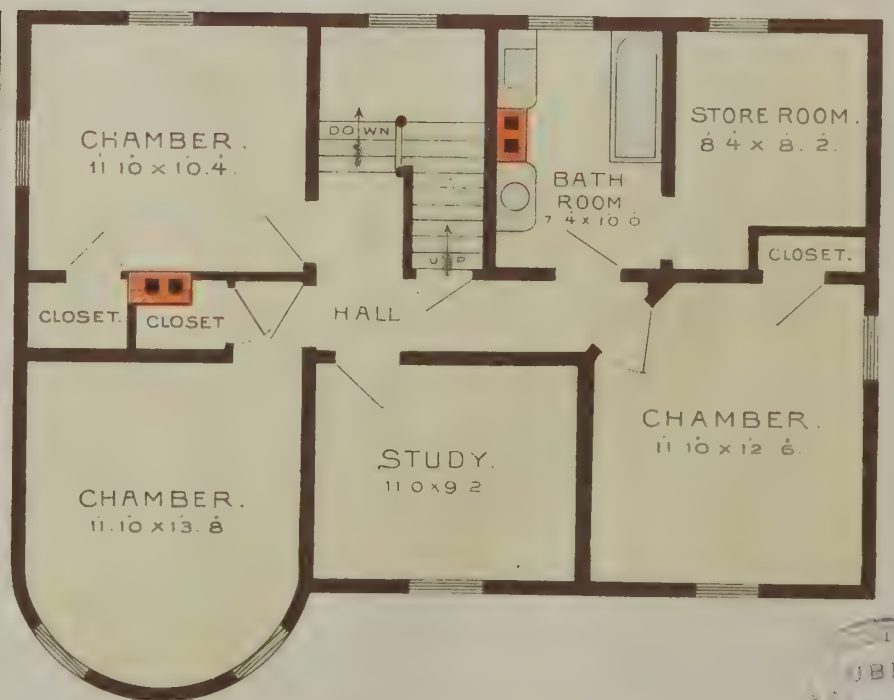 CHAMBER.
11 10 × 10.4.
DOWN
UP
BATH
ROOM
7 4 × 10 0
STORE ROOM.
8 4 × 8. 2.
CLOSET.
CLOSET.
CLOSET
HALL
CHAMBER.
11.10 × 13. 8
STUDY.
11 0 × 9 2
CHAMBER.
11 10 × 12 6.